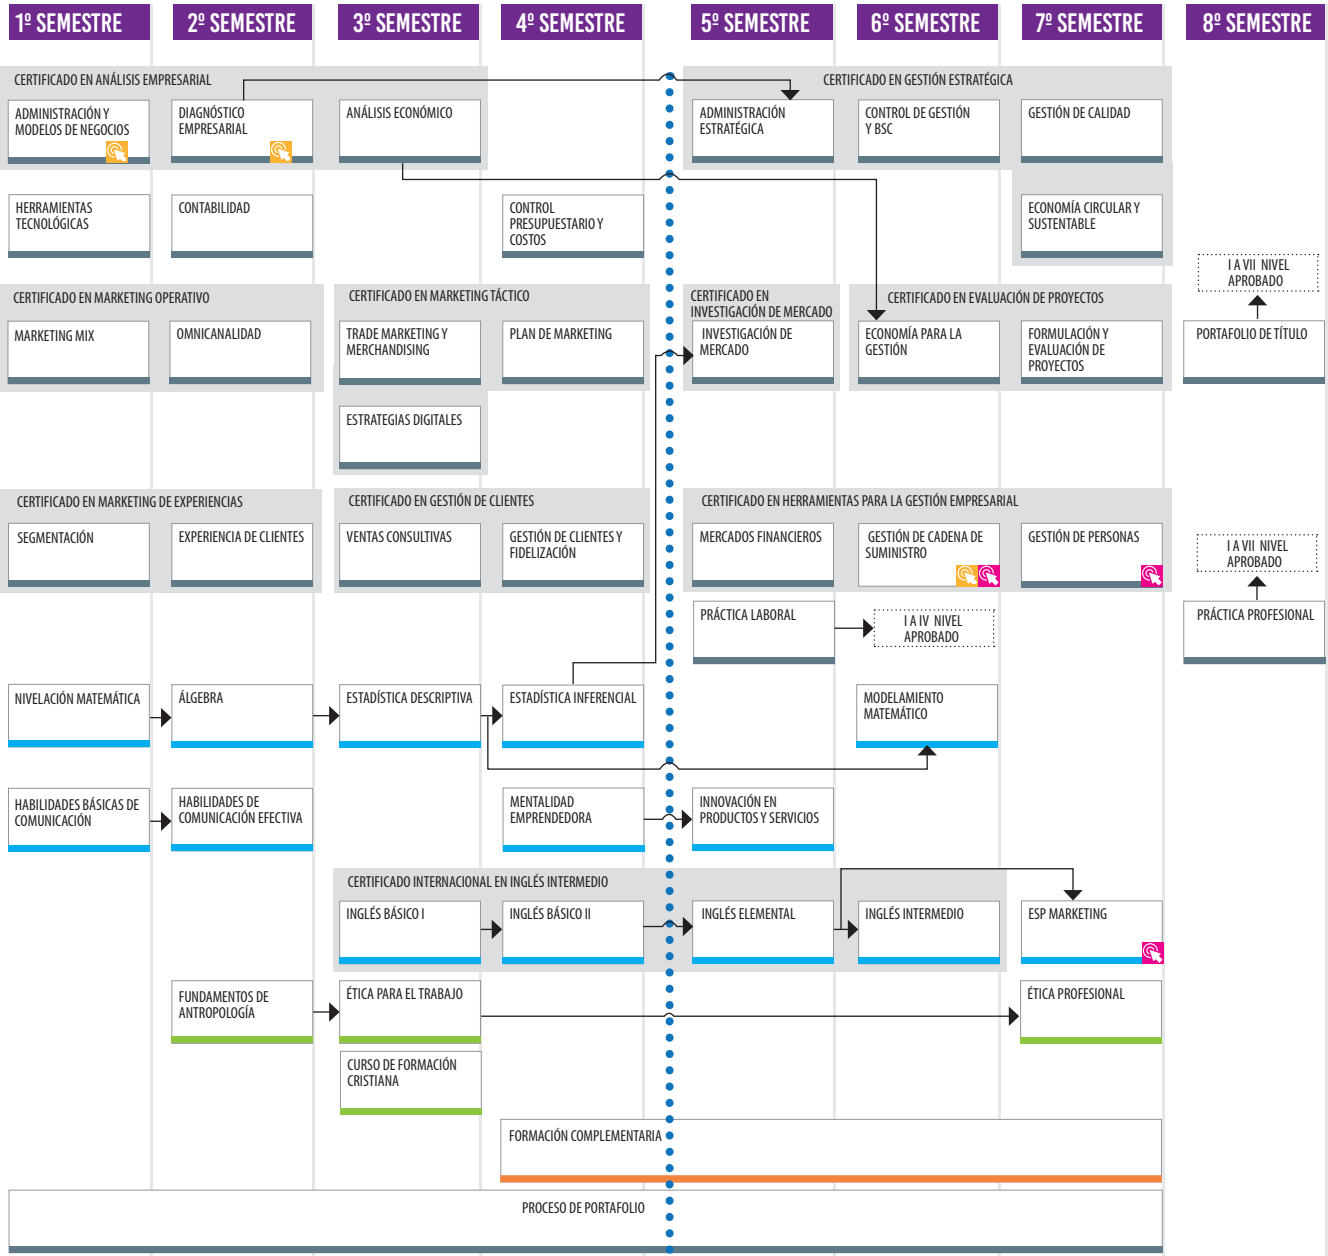 1º SEMESTRE
2º SEMESTRE
3º SEMESTRE
4º SEMESTRE
5º SEMESTRE
6º SEMESTRE
7º SEMESTRE
8º SEMESTRE
CERTIFICADO EN ANÁLISIS EMPRESARIAL
CERTIFICADO EN GESTIÓN ESTRATÉGICA
ADMINISTRACIÓN Y
MODELOS DE NEGOCIOS
DIAGNÓSTICO
EMPRESARIAL
ANÁLISIS ECONÓMICO
ADMINISTRACIÓN
ESTRATÉGICA
CONTROL DE GESTIÓN
Y BSC
GESTIÓN DE CALIDAD
HERRAMIENTAS
TECNOLÓGICAS
CONTABILIDAD
CONTROL
PRESUPUESTARIO Y
COSTOS
ECONOMÍA CIRCULAR Y
SUSTENTABLE
I A VII NIVEL
APROBADO
CERTIFICADO EN MARKETING OPERATIVO
CERTIFICADO EN MARKETING TÁCTICO
CERTIFICADO EN
INVESTIGACIÓN DE MERCADO
CERTIFICADO EN EVALUACIÓN DE PROYECTOS
MARKETING MIX
OMNICANALIDAD
TRADE MARKETING Y
MERCHANDISING
PLAN DE MARKETING
INVESTIGACIÓN DE
MERCADO
ECONOMÍA PARA LA
GESTIÓN
FORMULACIÓN Y
EVALUACIÓN DE
PROYECTOS
PORTAFOLIO DE TÍTULO
ESTRATEGIAS DIGITALES
CERTIFICADO EN MARKETING DE EXPERIENCIAS
CERTIFICADO EN GESTIÓN DE CLIENTES
CERTIFICADO EN HERRAMIENTAS PARA LA GESTIÓN EMPRESARIAL
SEGMENTACIÓN
EXPERIENCIA DE CLIENTES
VENTAS CONSULTIVAS
GESTIÓN DE CLIENTES Y
FIDELIZACIÓN
MERCADOS FINANCIEROS
GESTIÓN DE CADENA DE
SUMINISTRO
GESTIÓN DE PERSONAS
I A VII NIVEL
APROBADO
PRÁCTICA LABORAL
I A IV NIVEL
APROBADO
PRÁCTICA PROFESIONAL
NIVELACIÓN MATEMÁTICA
ÁLGEBRA
ESTADÍSTICA DESCRIPTIVA
ESTADÍSTICA INFERENCIAL
MODELAMIENTO
MATEMÁTICO
HABILIDADES BÁSICAS DE
COMUNICACIÓN
HABILIDADES DE
COMUNICACIÓN EFECTIVA
MENTALIDAD
EMPRENDEDORA
INNOVACIÓN EN
PRODUCTOS Y SERVICIOS
CERTIFICADO INTERNACIONAL EN INGLÉS INTERMEDIO
INGLÉS BÁSICO I
INGLÉS BÁSICO II
INGLÉS ELEMENTAL
INGLÉS INTERMEDIO
ESP MARKETING
FUNDAMENTOS DE
ANTROPOLOGÍA
ÉTICA PARA EL TRABAJO
ÉTICA PROFESIONAL
CURSO DE FORMACIÓN
CRISTIANA
FORMACIÓN COMPLEMENTARIA
PROCESO DE PORTAFOLIO